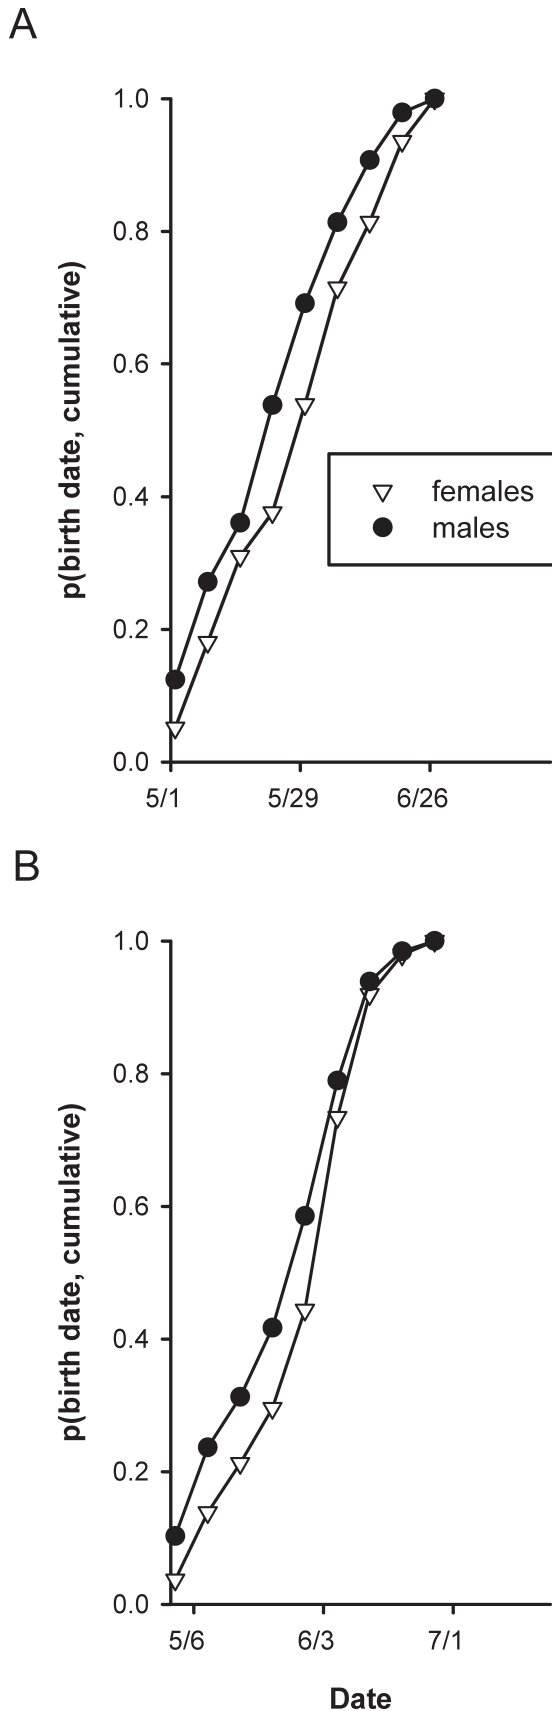 A
p(birth date, cumulative)
1.0
0.8
0.6
0.4
0.2
0.0
females
males
5/1
5/29
6/26
B
p(birth date, cumulative)
1.0
0.8
0.6
0.4
0.2
0.0
5/6
6/3
7/1
Date